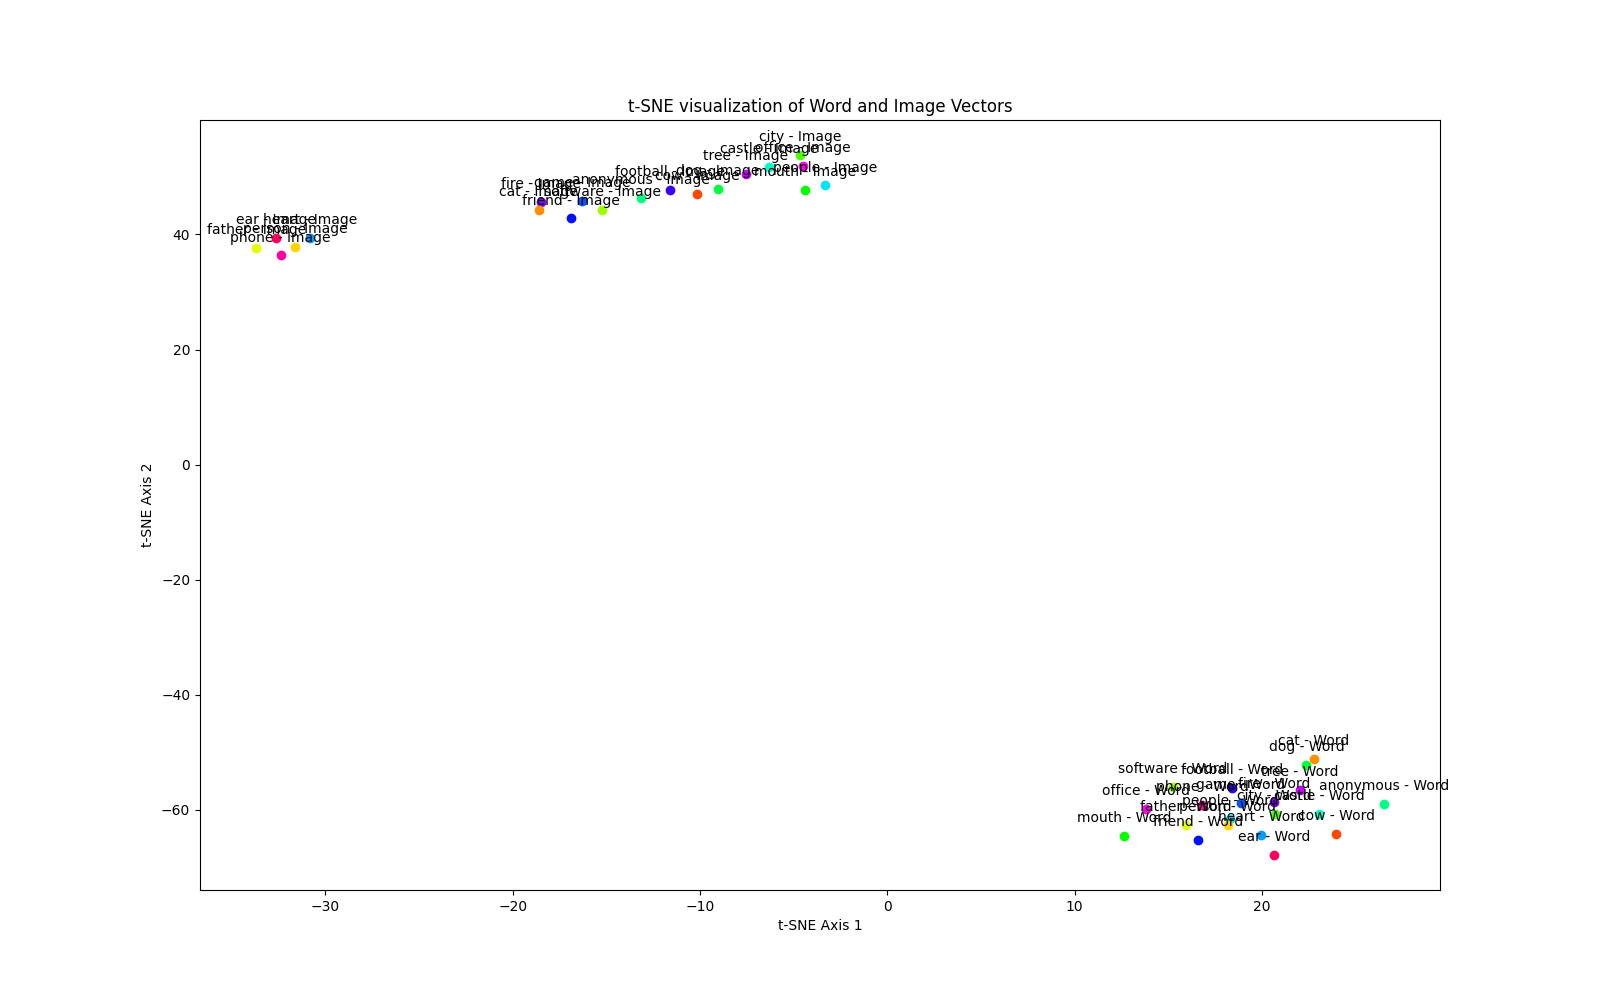 t-SNE visualization of Word and Image Vectors
city - Image
office - Image
castle - Image
tree - Image
people - Image
mouth - Image
dog - Image
football - Image
cow - Image
anonymous - Image
game - Image
fire - Image
cat - Image
software - Image
friend - Image
ear - Image
heart - Image
father - Image
person - Image
phone - Image
40
20
0
−20
−40
−60
t-SNE Axis 2
cat - Word
dog - Word
software - Word
football - Word
tree - Word
phone - Word
game - Word
fire - Word
anonymous - Word
office - Word
people - Word
city - Word
castle - Word
father - Word
person - Word
mouth - Word
friend - Word
heart - Word
cow - Word
ear - Word
−30
−20
−10
0
10
20
t-SNE Axis 1